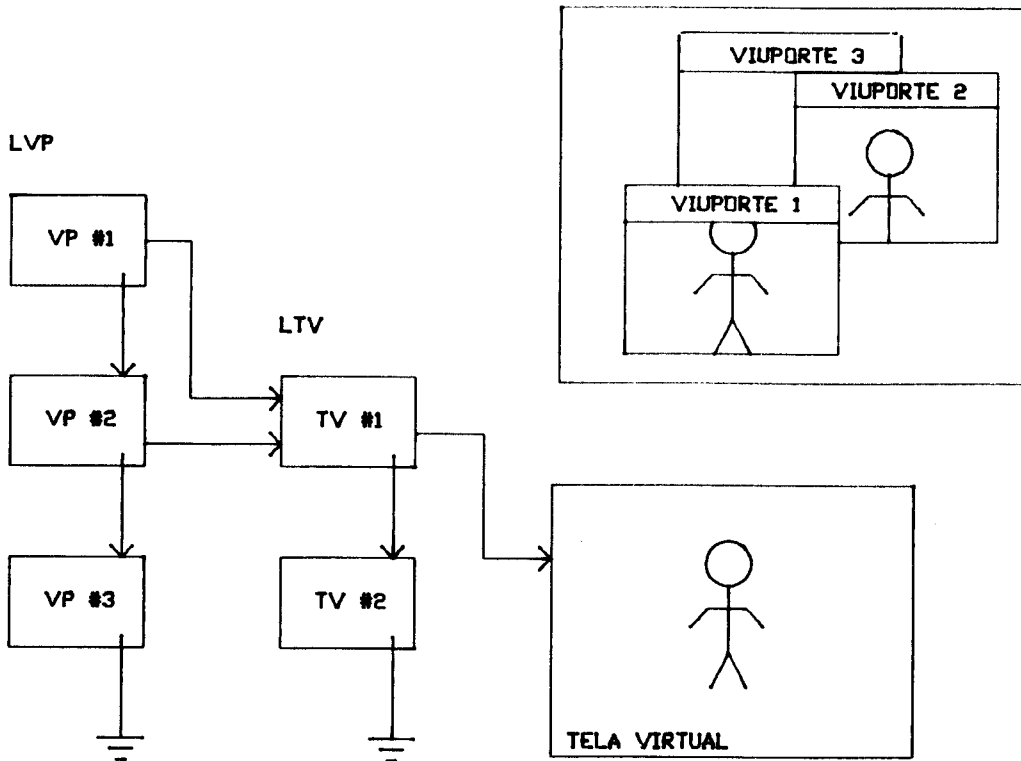 VIUPORTE 3
VIUPORTE 2
LVP
VIUPORTE 1
VP #1
LTV
VP #2
TV #1
VP #3
TV #2
TELA VIRTUAL